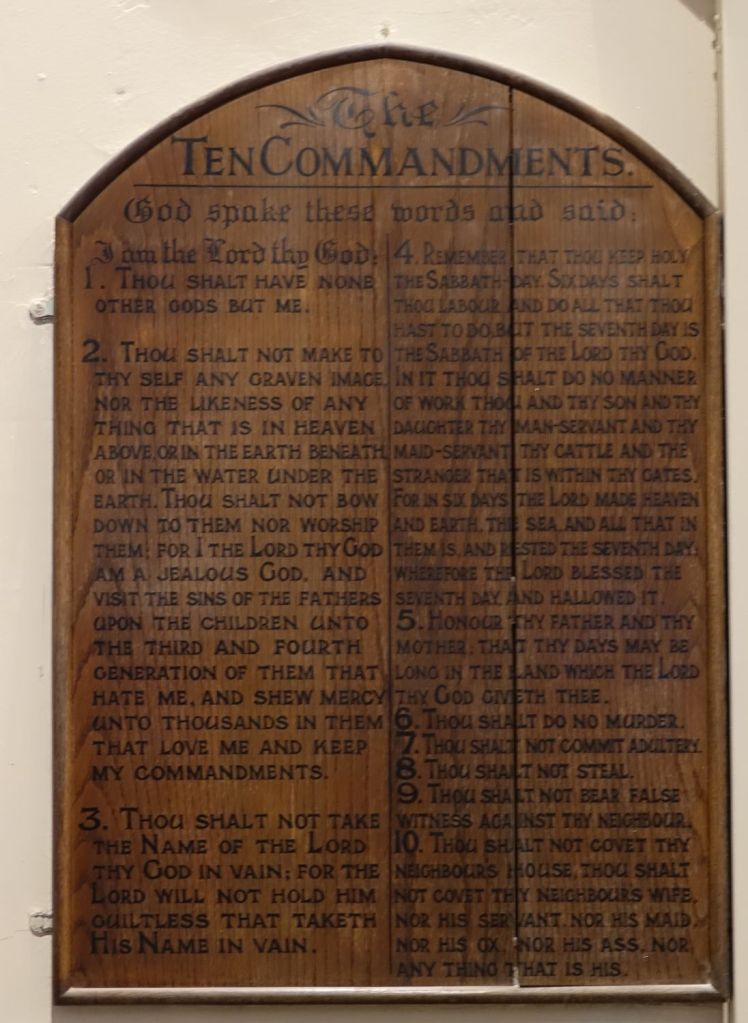 The
TEN COMMANDMENTS.
God spake these words and said:
I am the Lord thy God:
1. THOU SHALT HAVE NONE
OTHER GODS BUT ME.
2. THOU SHALT NOT MAKE TO
THY SELF ANY GRAVEN IMAGE,
NOR THE LIKENESS OF ANY
THING THAT IS IN HEAVEN
ABOVE, OR IN THE EARTH BENEATH,
OR IN THE WATER UNDER THE
EARTH. THOU SHALT NOT BOW
DOWN TO THEM NOR WORSHIP
THEM: FOR I THE LORD THY GOD
AM A JEALOUS GOD, AND
VISIT THE SINS OF THE FATHERS
UPON THE CHILDREN UNTO
THE THIRD AND FOURTH
GENERATION OF THEM THAT
HATE ME, AND SHEW MERCY
UNTO THOUSANDS IN THEM
THAT LOVE ME AND KEEP
MY COMMANDMENTS.
3. THOU SHALT NOT TAKE
THE NAME OF THE LORD
THY GOD IN VAIN: FOR THE
LORD WILL NOT HOLD HIM
GUILTLESS THAT TAKETH
HIS NAME IN VAIN.
4. REMEMBER THAT THOU KEEP HOLY
THE SABBATH-DAY. SIX DAYS SHALT
THOU LABOUR, AND DO ALL THAT THOU
HAST TO DO, BUT THE SEVENTH DAY IS
THE SABBATH OF THE LORD THY GOD.
IN IT THOU SHALT DO NO MANNER
OF WORK THOU AND THY SON AND THY
DAUGHTER THY MAN-SERVANT AND THY
MAID-SERVANT, THY CATTLE AND THE
STRANGER THAT IS WITHIN THY GATES.
FOR IN SIX DAYS THE LORD MADE HEAVEN
AND EARTH, THE SEA, AND ALL THAT IN
THEM IS, AND RESTED THE SEVENTH DAY:
WHEREFORE THE LORD BLESSED THE
SEVENTH DAY, AND HALLOWED IT.
5. HONOUR THY FATHER AND THY
MOTHER, THAT THY DAYS MAY BE
LONG IN THE LAND WHICH THE LORD
THY GOD GIVETH THEE.
6. THOU SHALT DO NO MURDER.
7. THOU SHALT NOT COMMIT ADULTERY.
8. THOU SHALT NOT STEAL.
9. THOU SHALT NOT BEAR FALSE
WITNESS AGAINST THY NEIGHBOUR.
10. THOU SHALT NOT COVET THY
NEIGHBOUR'S HOUSE, THOU SHALT
NOT COVET THY NEIGHBOUR'S WIFE,
NOR HIS SERVANT, NOR HIS MAID,
NOR HIS OX, NOR HIS ASS, NOR
ANY THING THAT IS HIS.